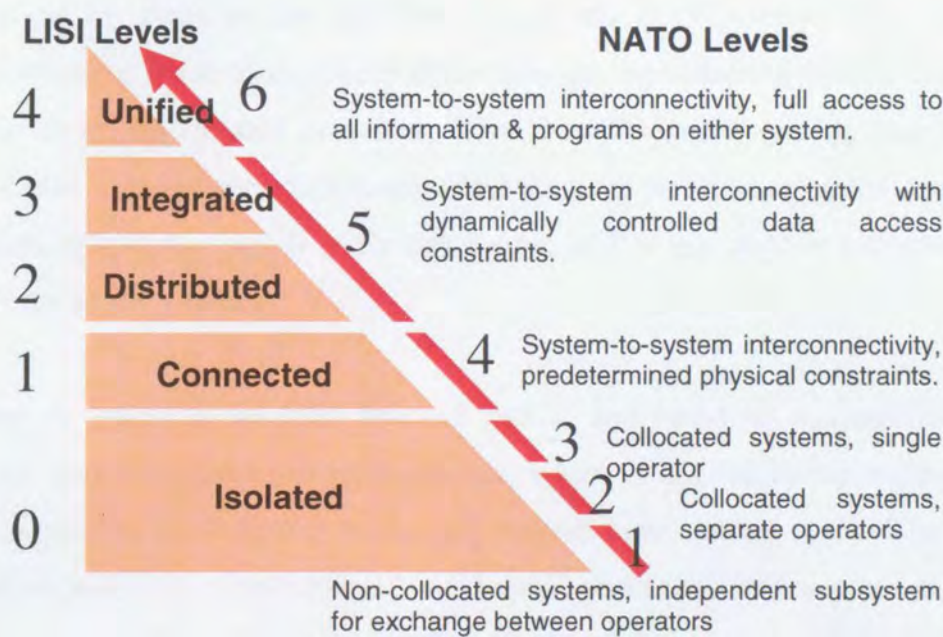 LISI Levels
NATO Levels
4
Unified
6
System-to-system interconnectivity, full access to
all information & programs on either system.
3
Integrated
5
System-to-system interconnectivity with
dynamically controlled data access
constraints.
2
Distributed
1
Connected
4
System-to-system interconnectivity,
predetermined physical constraints.
3
Collocated systems, single
operator
0
Isolated
2
Collocated systems,
separate operators
1
Non-collocated systems, independent subsystem
for exchange between operators